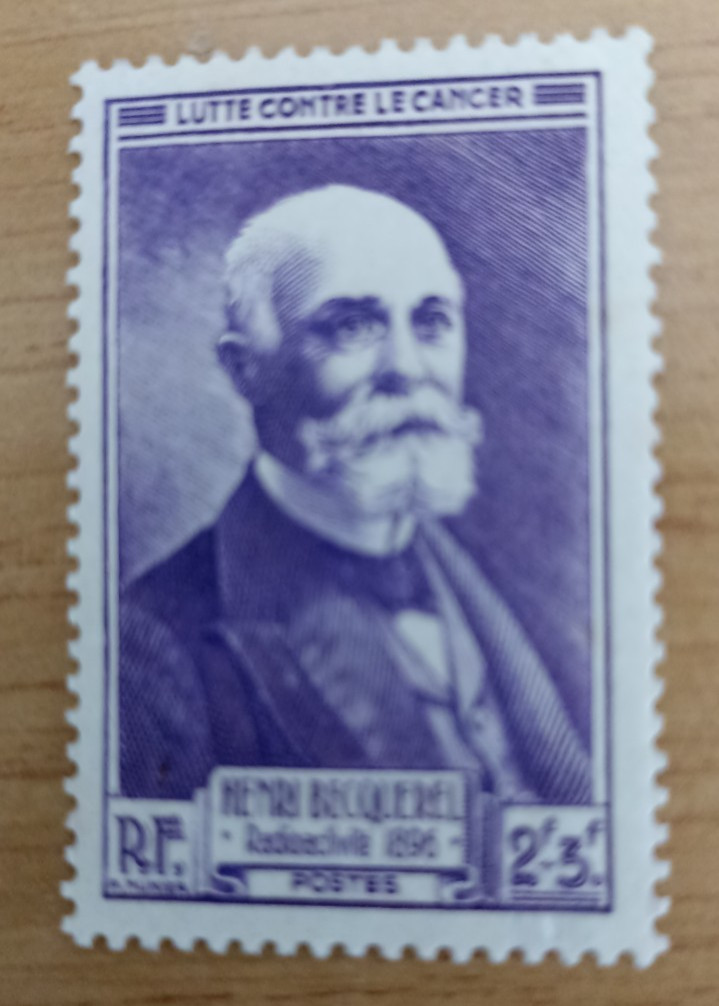 LUTTE CONTRE LE CANCER
HENRI BECQUEREL
- Radioactivité 1896 -
R.F.
POSTES
2F-3F.